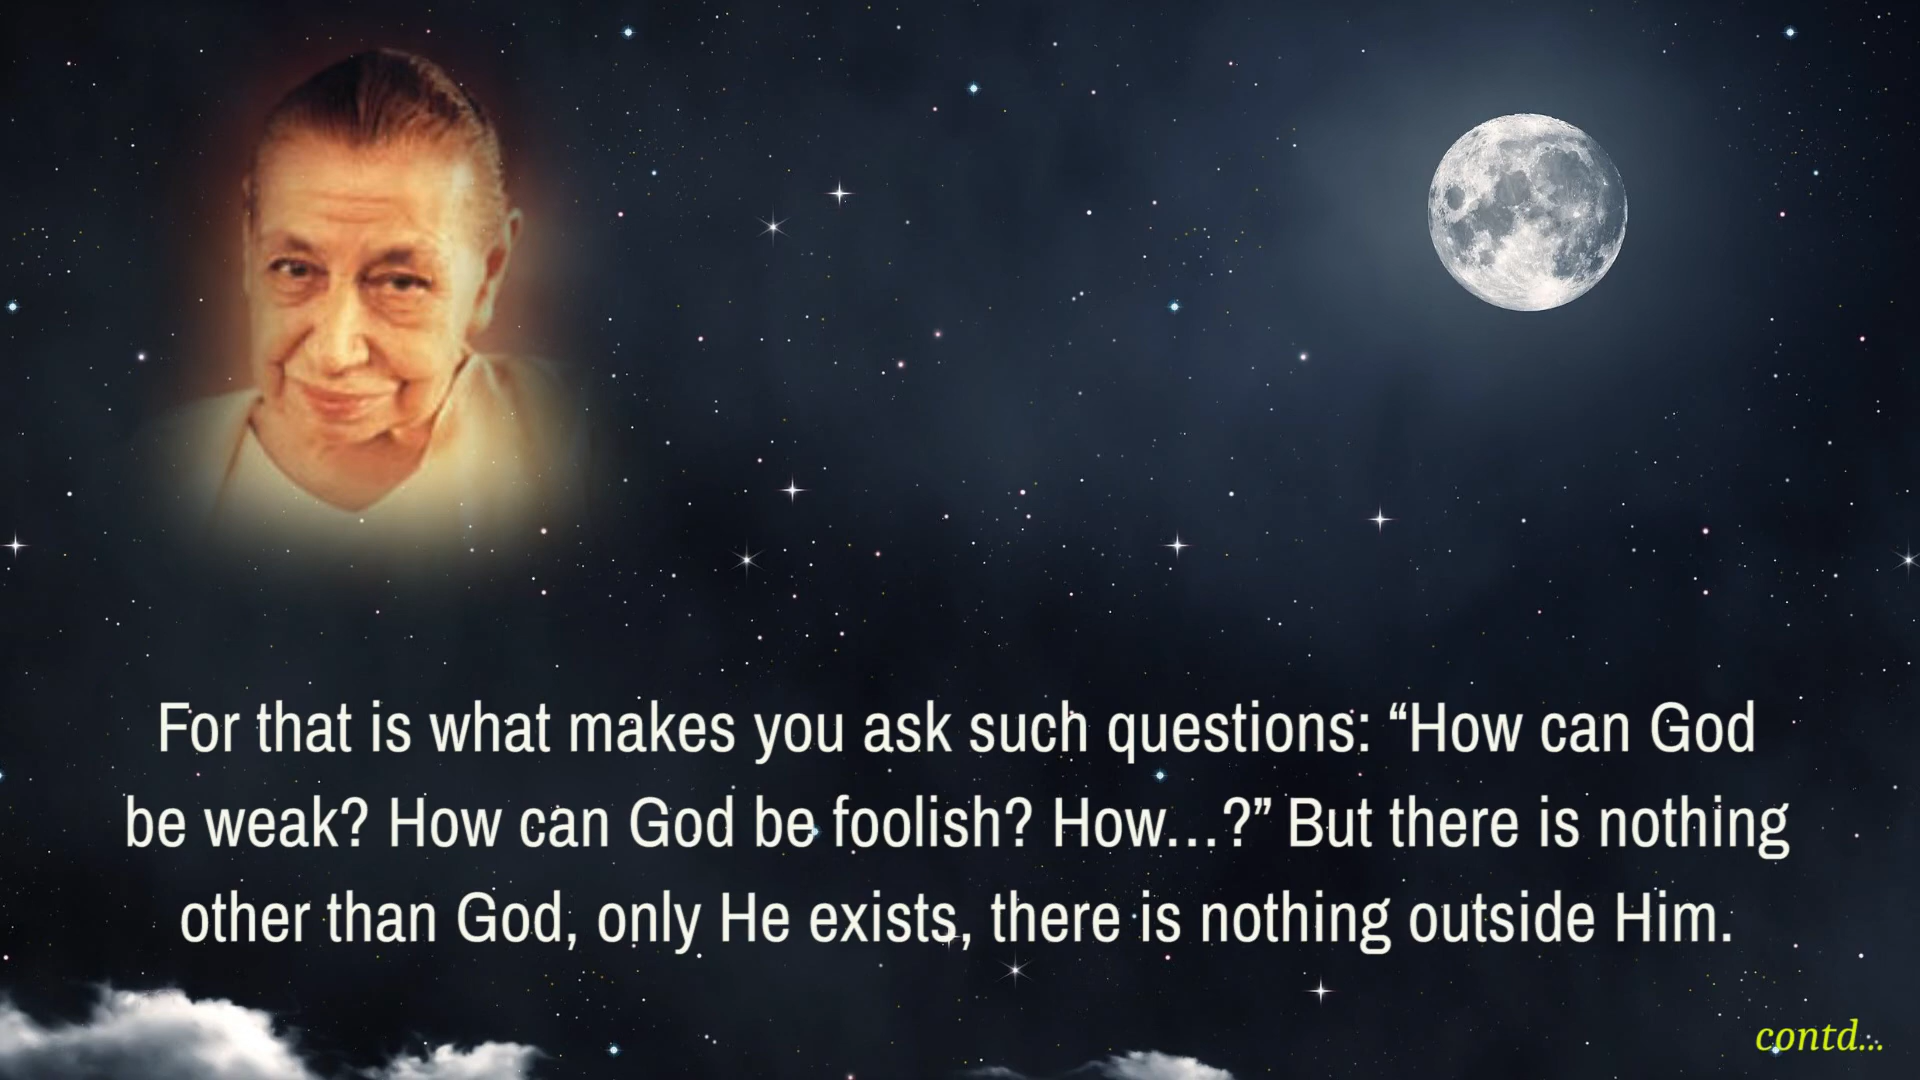 For that is what makes you ask such questions: “How can God
be weak? How can God be foolish? How...?” But there is nothing
other than God, only He exists, there is nothing outside Him.
contd...